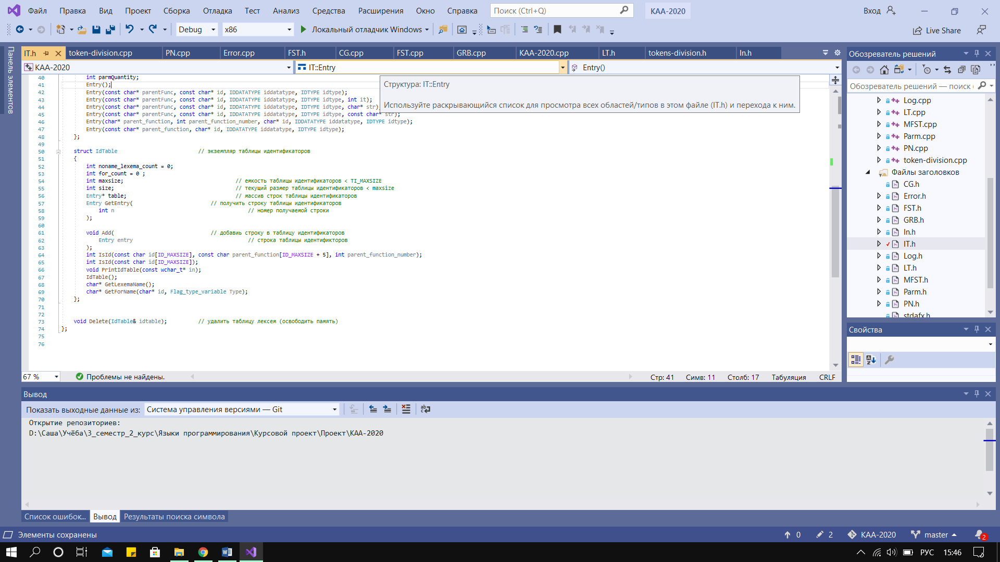 Файл Правка Вид Проект Сборка Отладка Тест Анализ Средства Расширения Окно Справка Поиск (Ctrl+Q) KAA-2020 Вход
Debug x86 Локальный отладчик Windows Live Share
Панель элементов
IT.h token-division.cpp PN.cpp Error.cpp FST.h CG.cpp FST.cpp GRB.cpp KAA-2020.cpp LT.h tokens-division.h In.h
KAA-2020 IT::Entry Entry()
40 int parmQuantity;
41 Entry();
42 Entry(const char* parentFunc, const char* id, IDDATATYPE iddatatype, IDTYPE idtype);
43 Entry(const char* parentFunc, const char* id, IDDATATYPE iddatatype, IDTYPE idtype, int it);
44 Entry(const char* parentFunc, const char* id, IDDATATYPE iddatatype, IDTYPE idtype, char* str)
45 Entry(const char* parentFunc, const char* id, IDDATATYPE iddatatype, IDTYPE idtype, const char* str);
46 Entry(char* parent_function, int parent_function_number, char* id, IDDATATYPE iddatatype, IDTYPE idtype);
47 Entry(const char* parent_function, char* id, IDDATATYPE iddatatype, IDTYPE idtype);
48 };
49
50 struct IdTable // экземпляр таблицы идентификаторов
51 {
52 int noname_lexema_count = 0;
53 int for_count = 0 ;
54 int maxsize; // емкость таблицы идентификаторов < TI_MAXSIZE
55 int size; // текущий размер таблицы идентификаторов < maxsize
56 Entry* table; // массив строк таблицы идентификаторов
57 Entry GetEntry( // получить строку таблицы идентификаторов
58 int n // номер получаемой строки
59 );
60
61 void Add( // добавиь строку в таблицу идентификаторов
62 Entry entry // строка таблицы идентификторов
63 );
64 int IsId(const char id[ID_MAXSIZE], const char parent_function[ID_MAXSIZE + 5], int parent_function_number);
65 int IsId(const char id[ID_MAXSIZE]);
66 void PrintIdTable(const wchar_t* in);
67 IdTable();
68 char* GetLexemaName();
69 char* GetForName(char* id, Flag_type_variable Type);
70 };
71
72
73 void Delete(IdTable& idtable); // удалить таблицу лексем (освободить память)
74 };
75
76
Структура: IT::Entry
Используйте раскрывающийся список для просмотра всех областей/типов в этом файле (IT.h) и перехода к ним.
67 % Проблемы не найдены. Стр: 41 Симв: 11 Столб: 17 Табуляция CRLF
Обозреватель решений
Обозреватель решений — поиск (
Log.cpp
LT.cpp
MFST.cpp
Parm.cpp
PN.cpp
token-division.cpp
Файлы заголовков
CG.h
Error.h
FST.h
GRB.h
In.h
IT.h
Log.h
LT.h
MFST.h
Parm.h
PN.h
stdafx.h
Свойства
Вывод
Показать выходные данные из: Система управления версиями — Git
Открытие репозиториев:
D:\Саша\Учёба\3_семестр_2_курс\Языки программирования\Курсовой проект\Проект\KAA-2020
Список ошибок... Вывод Результаты поиска символа
Элементы сохранены 0 2 KAA-2020 master 2
РУС 15:46